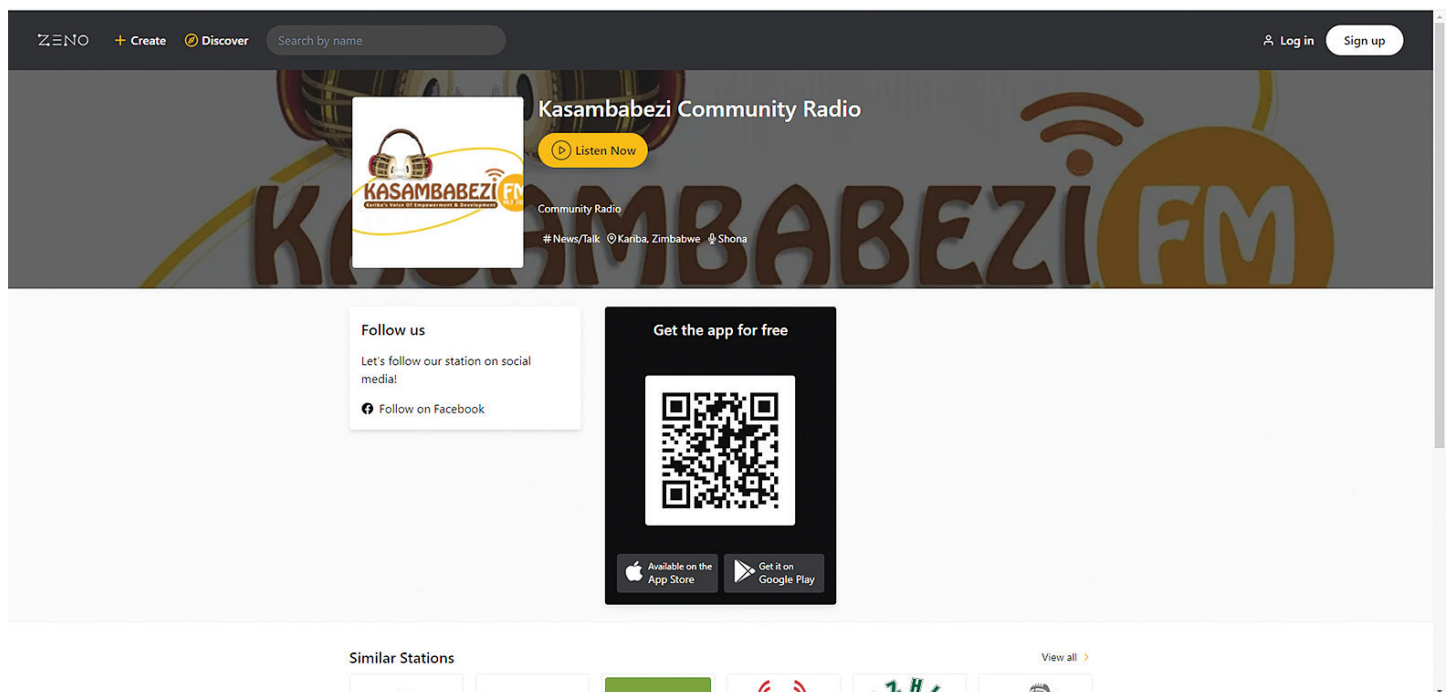 ZENO
+ Create
Discover
Search by name
Log in
Sign up
Kasambabezi Community Radio
Listen Now
KASAMBABEZI FM
Kariba's Voice Of Empowerment & Development
Community Radio
#News/Talk Kariba, Zimbabwe Shona
KASAMBABEZI FM
Follow us
Let's follow our station on social
media!
Follow on Facebook
Get the app for free
Available on the
App Store
Get it on
Google Play
Similar Stations
View all >